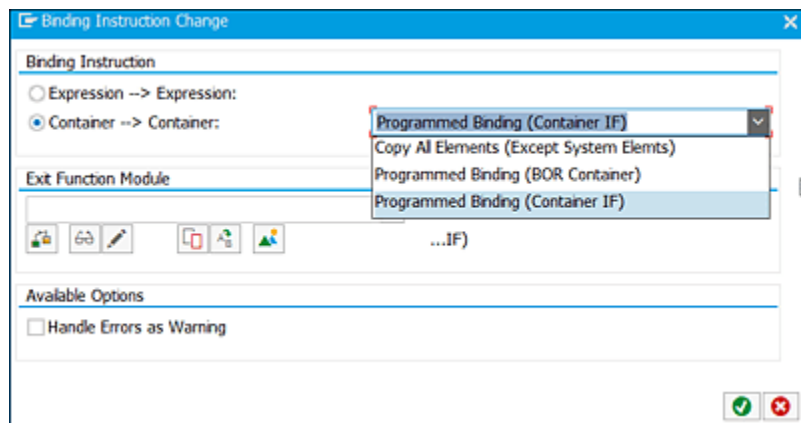 Binding Instruction Change
Binding Instruction
Expression --> Expression:
Container --> Container:
Programmed Binding (Container IF)
Copy All Elements (Except System Elemts)
Programmed Binding (BOR Container)
Programmed Binding (Container IF)
Exit Function Module
...IF)
Available Options
Handle Errors as Warning